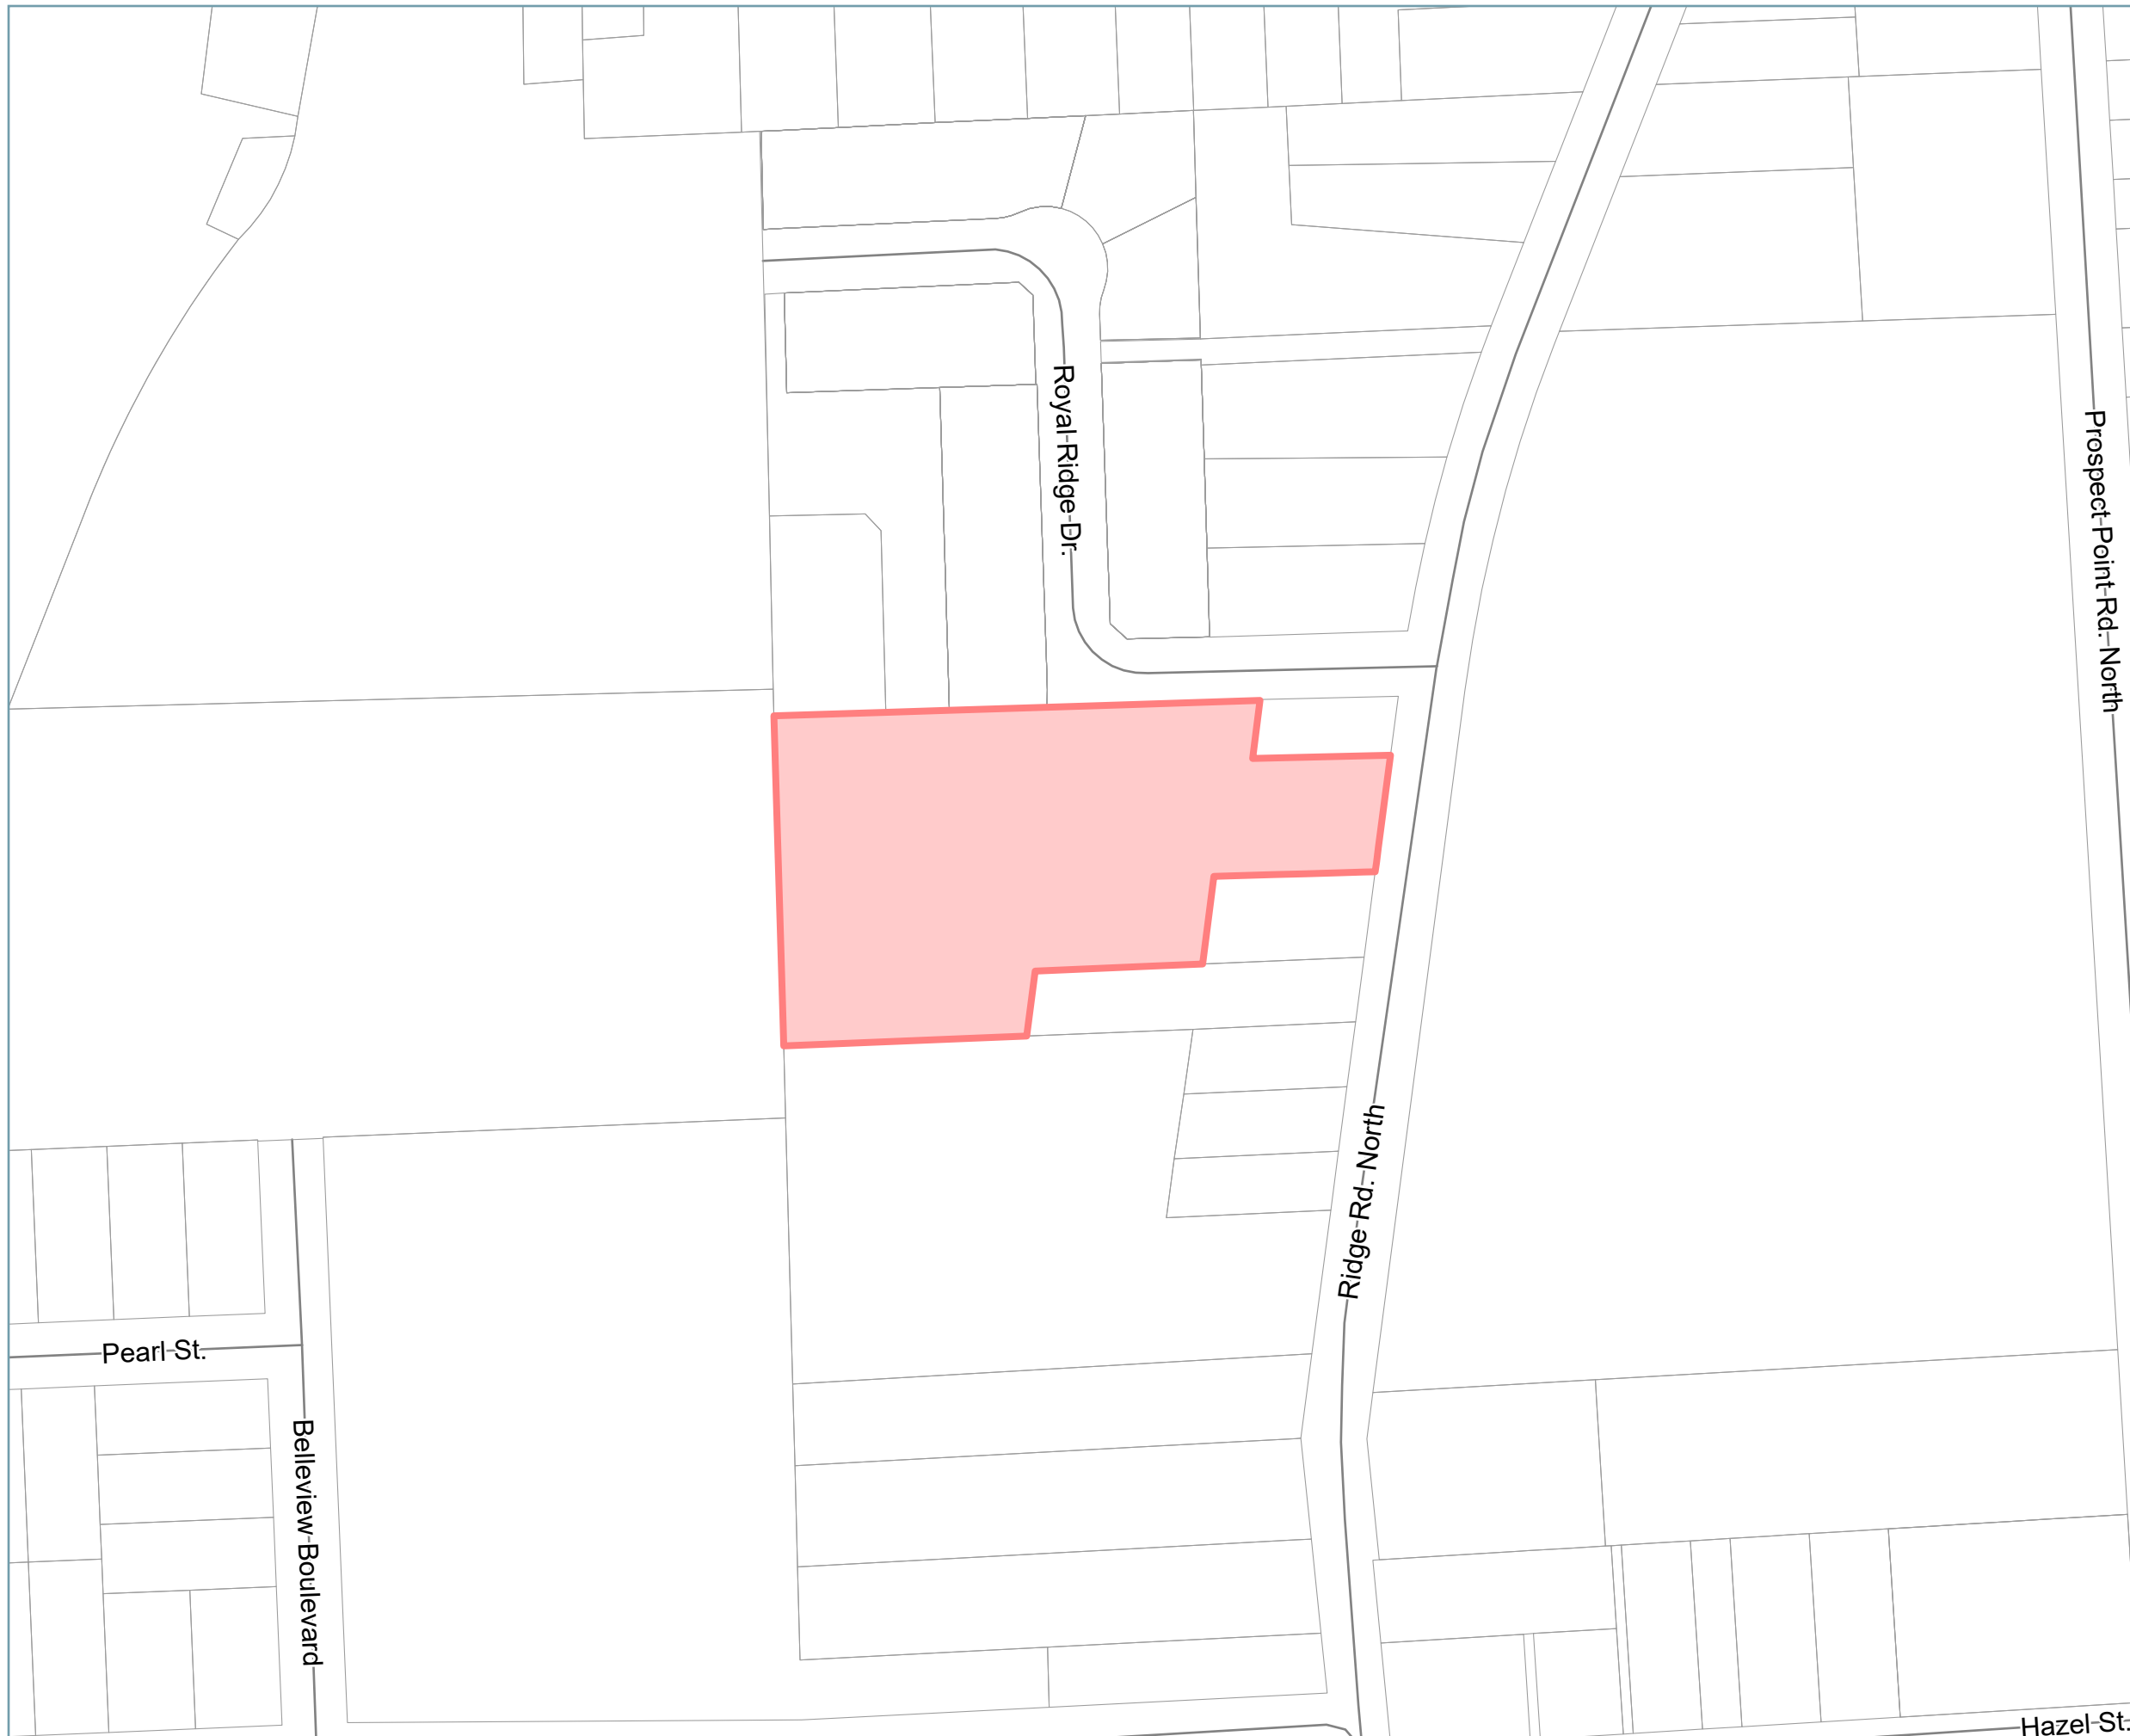 Royal Ridge Dr.
Prospect Point Rd. North
Ridge Rd. North
Pearl St.
Belleview Boulevard
Hazel St.